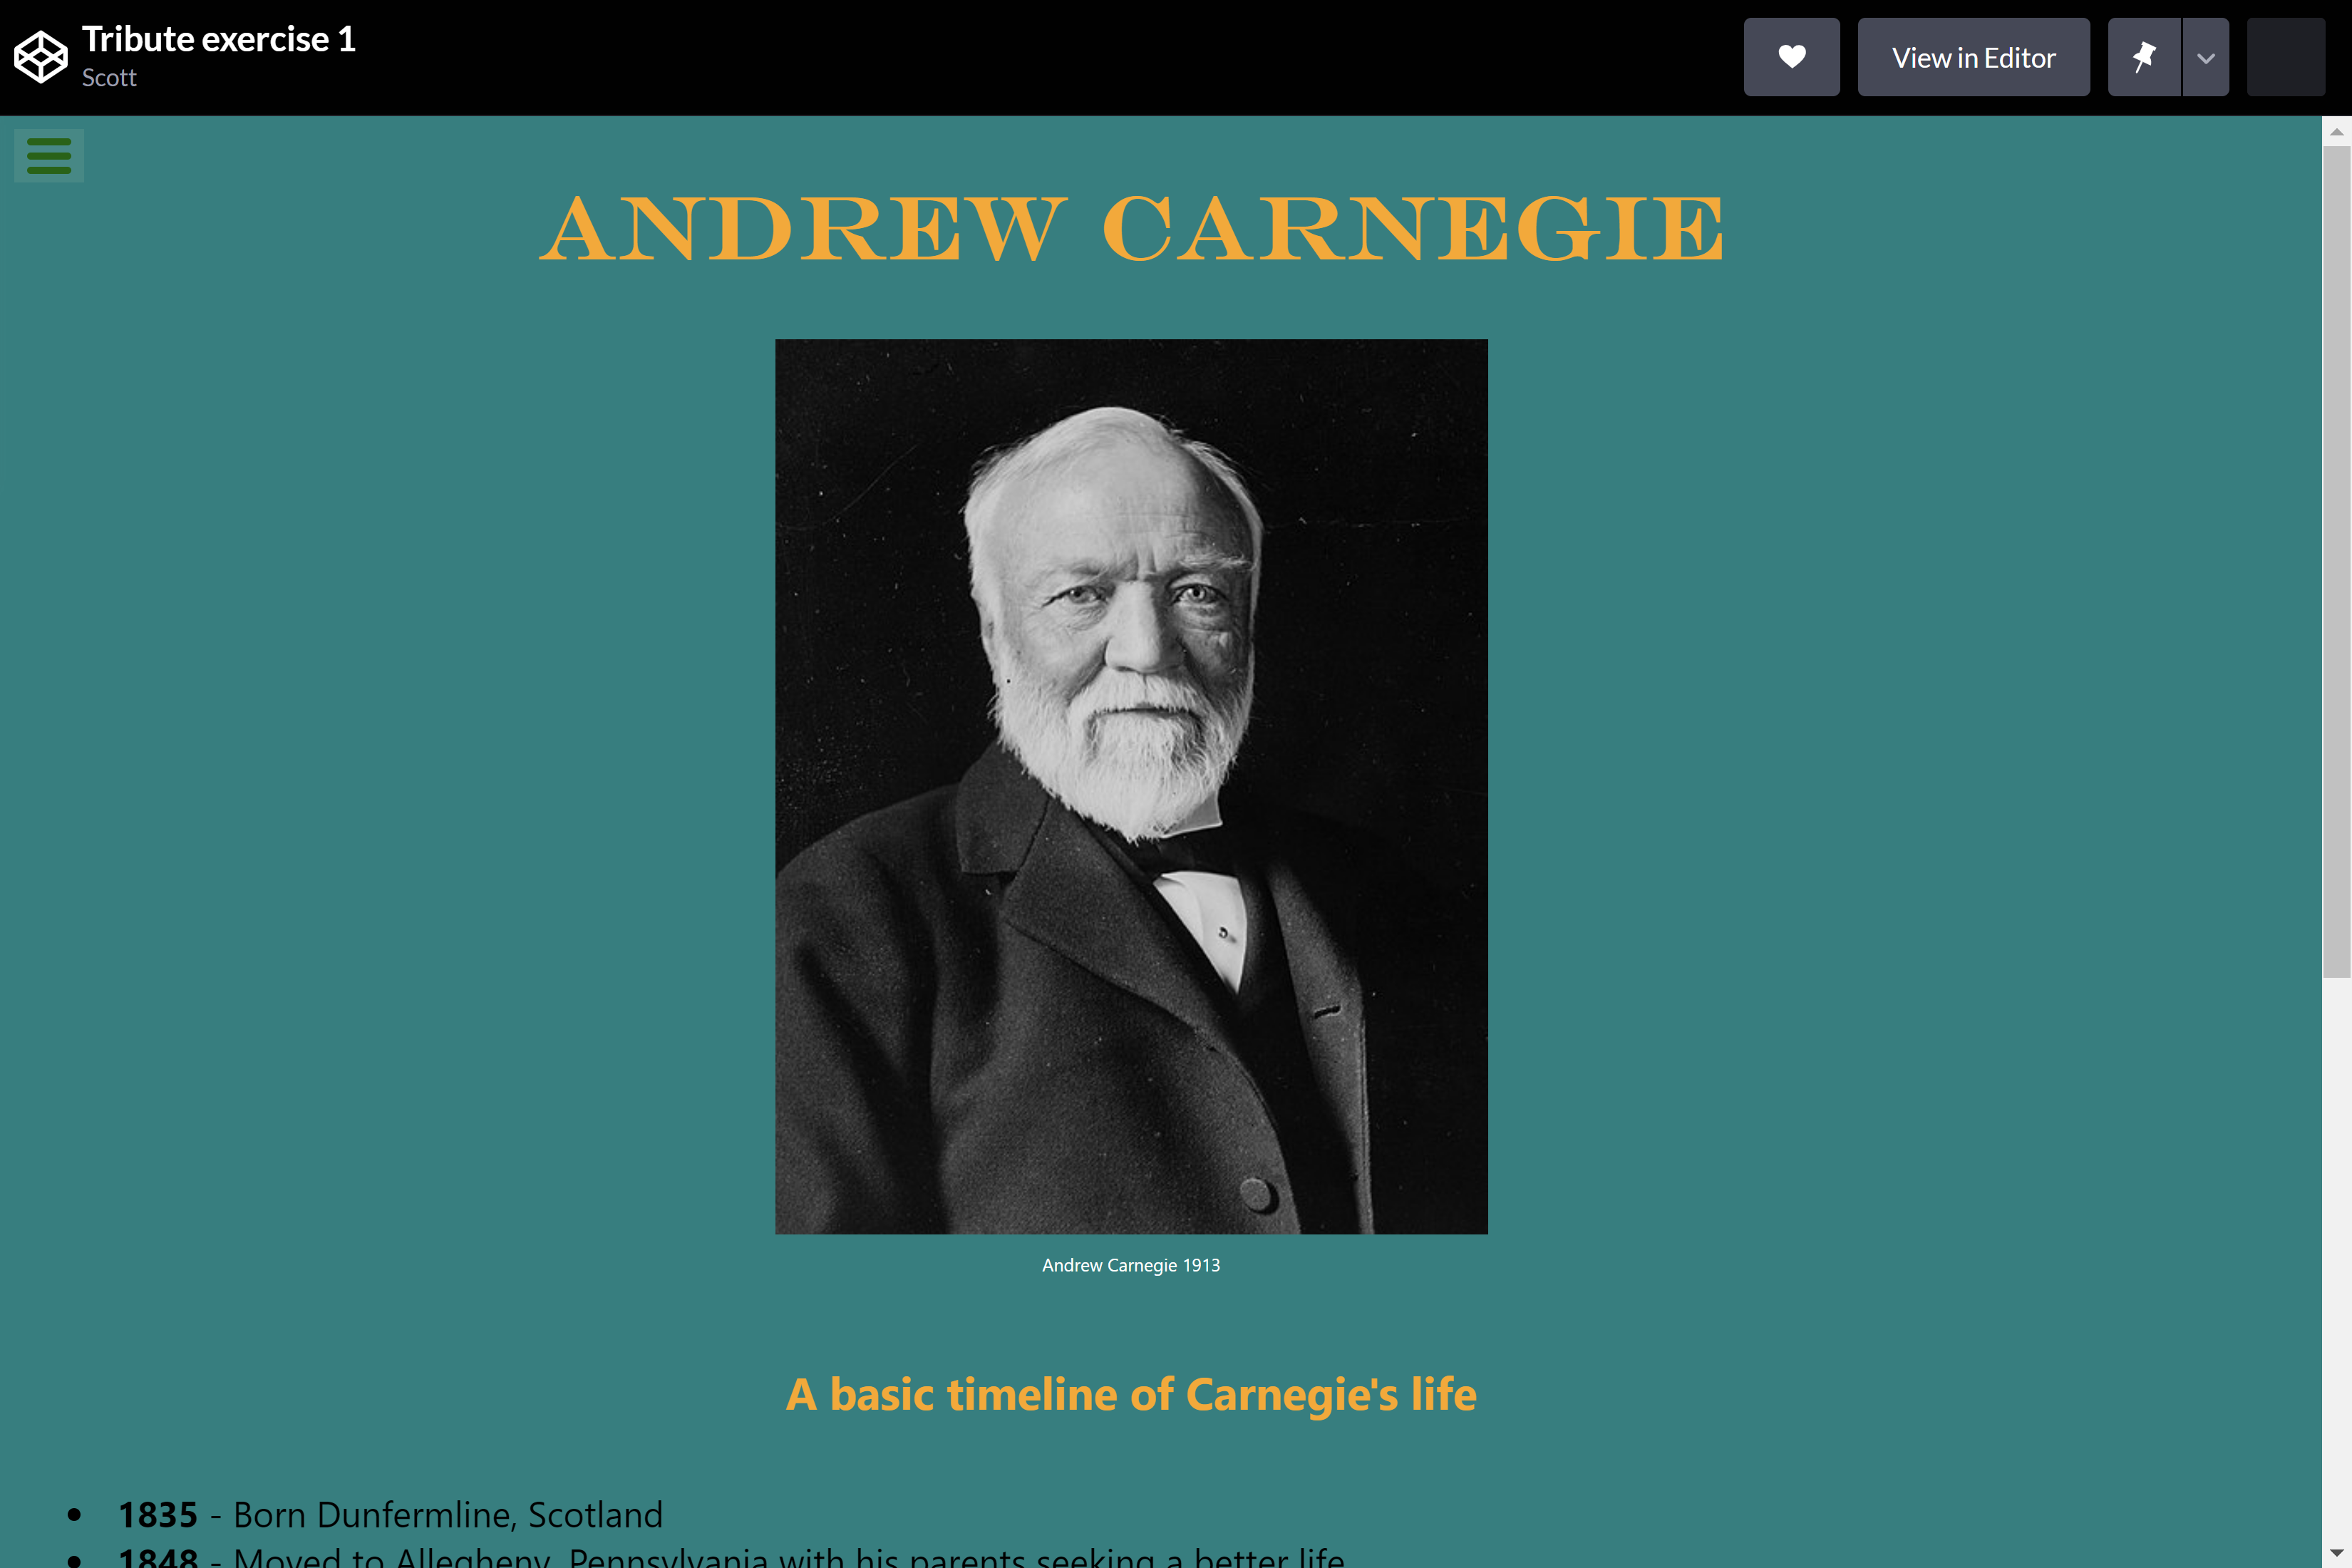 Tribute exercise 1
Scott
View in Editor
ANDREW CARNEGIE
Andrew Carnegie 1913
A basic timeline of Carnegie's life
1835 - Born Dunfermline, Scotland
1848 - Moved to Allegheny, Pennsylvania with his parents seeking a better life